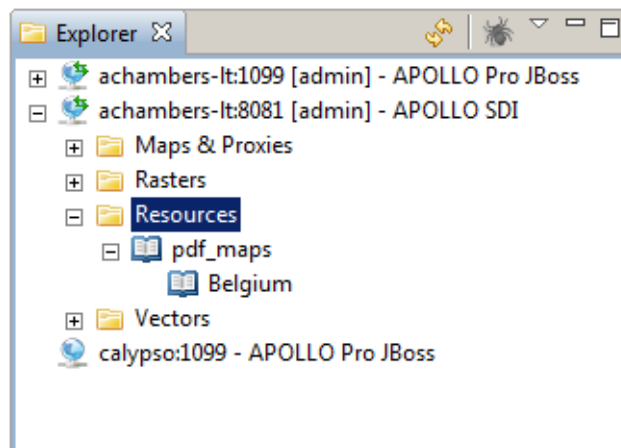 Explorer
achambers-lt:1099 [admin] - APOLLO Pro JBoss
achambers-lt:8081 [admin] - APOLLO SDI
Maps & Proxies
Rasters
Resources
pdf_maps
Belgium
Vectors
calypso:1099 - APOLLO Pro JBoss